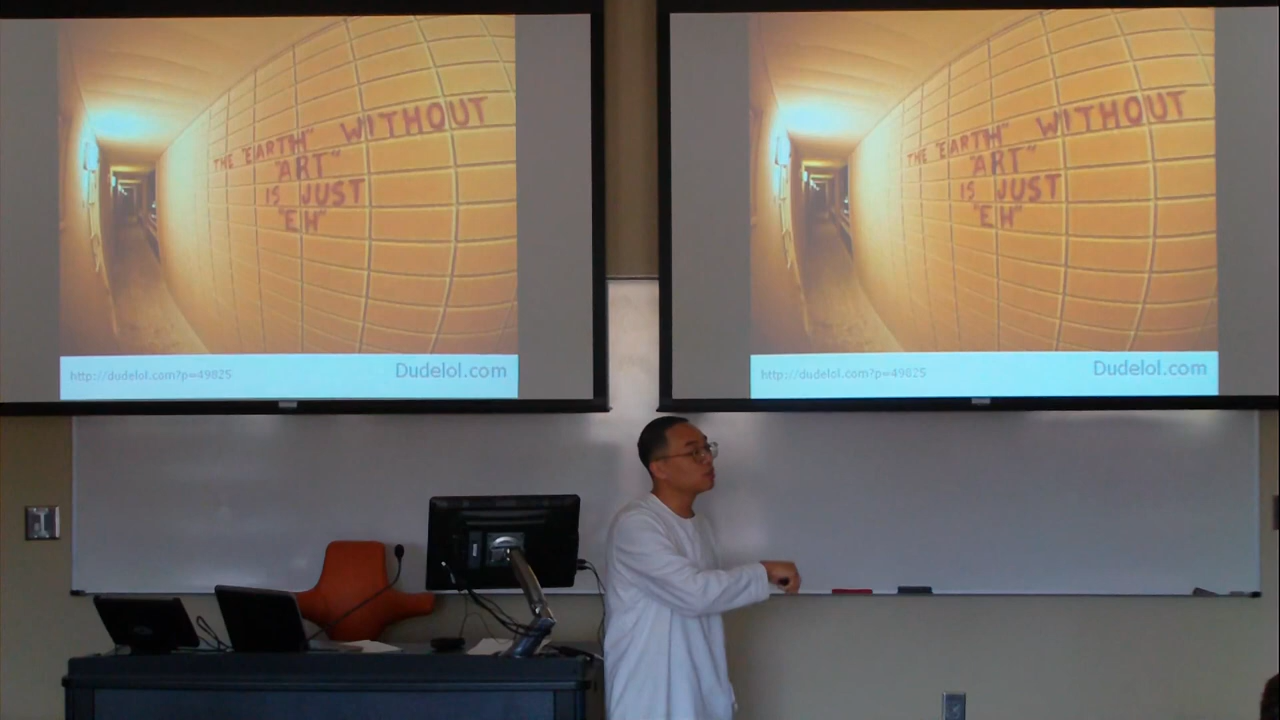 THE "EARTH" WITHOUT
"ART"
IS JUST
"EH"
http://dudelol.com?p=49825
Dudelol.com
THE "EARTH" WITHOUT
"ART"
IS JUST
"EH"
http://dudelol.com?p=49825
Dudelol.com